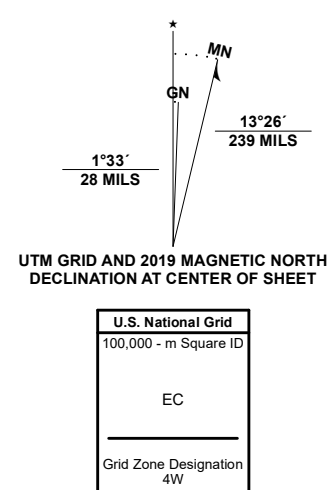 ★
MN
GN
13°26´
239 MILS
1°33´
28 MILS
UTM GRID AND 2019 MAGNETIC NORTH
DECLINATION AT CENTER OF SHEET
U.S. National Grid
100,000 - m Square ID
EC
Grid Zone Designation
4W